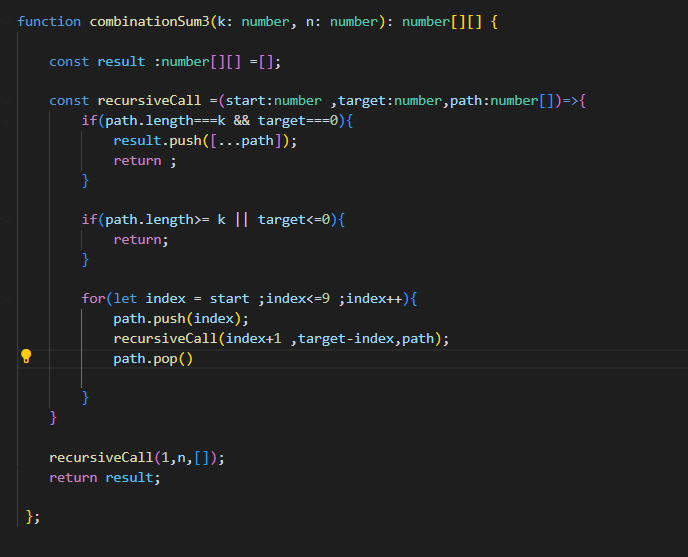 function combinationSum3(k: number, n: number): number[][] {
const result :number[][] =[];
const recursiveCall =(start:number ,target:number,path:number[])=>{
if(path.length===k && target===0){
result.push([...path]);
return ;
}
if(path.length>= k || target<=0){
return;
}
for(let index = start ;index<=9 ;index++){
path.push(index);
recursiveCall(index+1 ,target-index,path);
path.pop()
}
}
recursiveCall(1,n,[]);
return result;
};